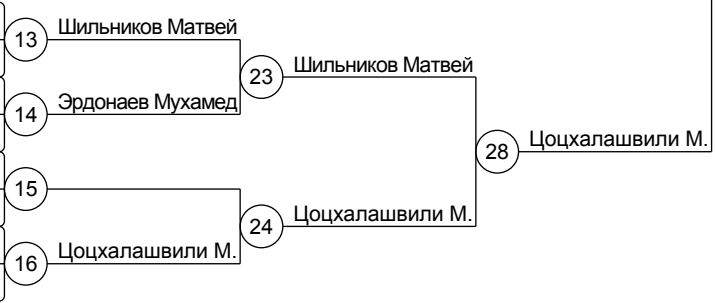 13 Шильников Матвей
23 Шильников Матвей
14 Эрдонаев Мухамед
28 Цоцхалашвили М.
15
24 Цоцхалашвили М.
16 Цоцхалашвили М.